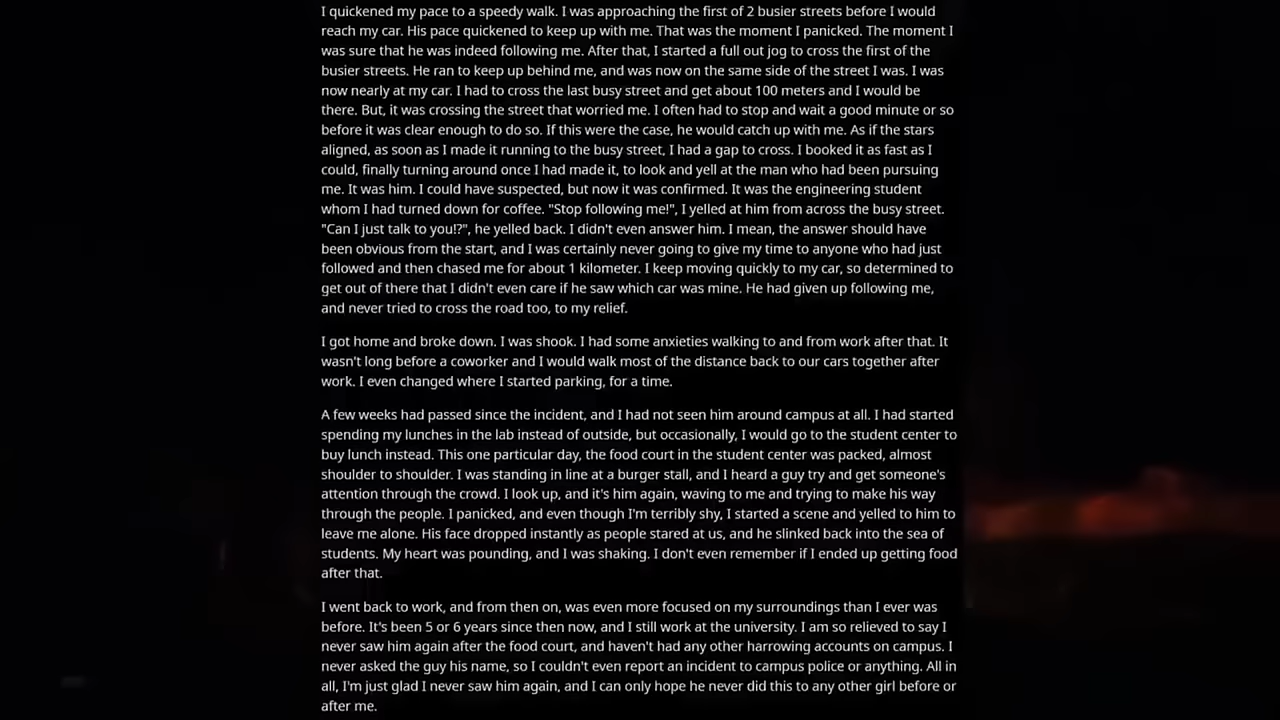 I quickened my pace to a speedy walk. I was approaching the first of 2 busier streets before I would
reach my car. His pace quickened to keep up with me. That was the moment I panicked. The moment I
was sure that he was indeed following me. After that, I started a full out jog to cross the first of the
busier streets. He ran to keep up behind me, and was now on the same side of the street I was. I was
now nearly at my car. I had to cross the last busy street and get about 100 meters and I would be
there. But, it was crossing the street that worried me. I often had to stop and wait a good minute or so
before it was clear enough to do so. If this were the case, he would catch up with me. As if the stars
aligned, as soon as I made it running to the busy street, I had a gap to cross. I booked it as fast as I
could, finally turning around once I had made it, to look and yell at the man who had been pursuing
me. It was him. I could have suspected, but now it was confirmed. It was the engineering student
whom I had turned down for coffee. "Stop following me!", I yelled at him from across the busy street.
"Can I just talk to you!?", he yelled back. I didn't even answer him. I mean, the answer should have
been obvious from the start, and I was certainly never going to give my time to anyone who had just
followed and then chased me for about 1 kilometer. I keep moving quickly to my car, so determined to
get out of there that I didn't even care if he saw which car was mine. He had given up following me,
and never tried to cross the road too, to my relief.
I got home and broke down. I was shook. I had some anxieties walking to and from work after that. It
wasn't long before a coworker and I would walk most of the distance back to our cars together after
work. I even changed where I started parking, for a time.
A few weeks had passed since the incident, and I had not seen him around campus at all. I had started
spending my lunches in the lab instead of outside, but occasionally, I would go to the student center to
buy lunch instead. This one particular day, the food court in the student center was packed, almost
shoulder to shoulder. I was standing in line at a burger stall, and I heard a guy try and get someone's
attention through the crowd. I look up, and it's him again, waving to me and trying to make his way
through the people. I panicked, and even though I'm terribly shy, I started a scene and yelled to him to
leave me alone. His face dropped instantly as people stared at us, and he slinked back into the sea of
students. My heart was pounding, and I was shaking. I don't even remember if I ended up getting food
after that.
I went back to work, and from then on, was even more focused on my surroundings than I ever was
before. It's been 5 or 6 years since then now, and I still work at the university. I am so relieved to say I
never saw him again after the food court, and haven't had any other harrowing accounts on campus. I
never asked the guy his name, so I couldn't even report an incident to campus police or anything. All in
all, I'm just glad I never saw him again, and I can only hope he never did this to any other girl before or
after me.